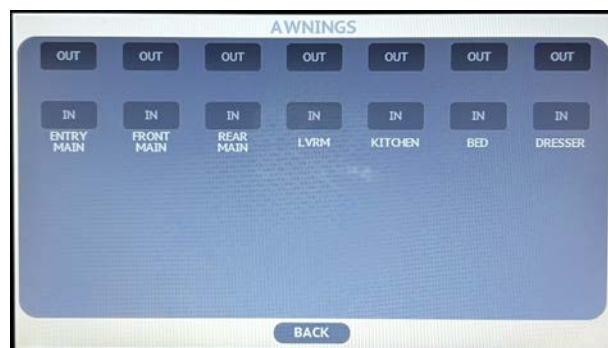 AWNINGS
OUT OUT OUT OUT OUT OUT OUT
IN IN IN IN IN IN IN
ENTRY MAIN FRONT MAIN REAR MAIN LVRM KITCHEN BED DRESSER
BACK